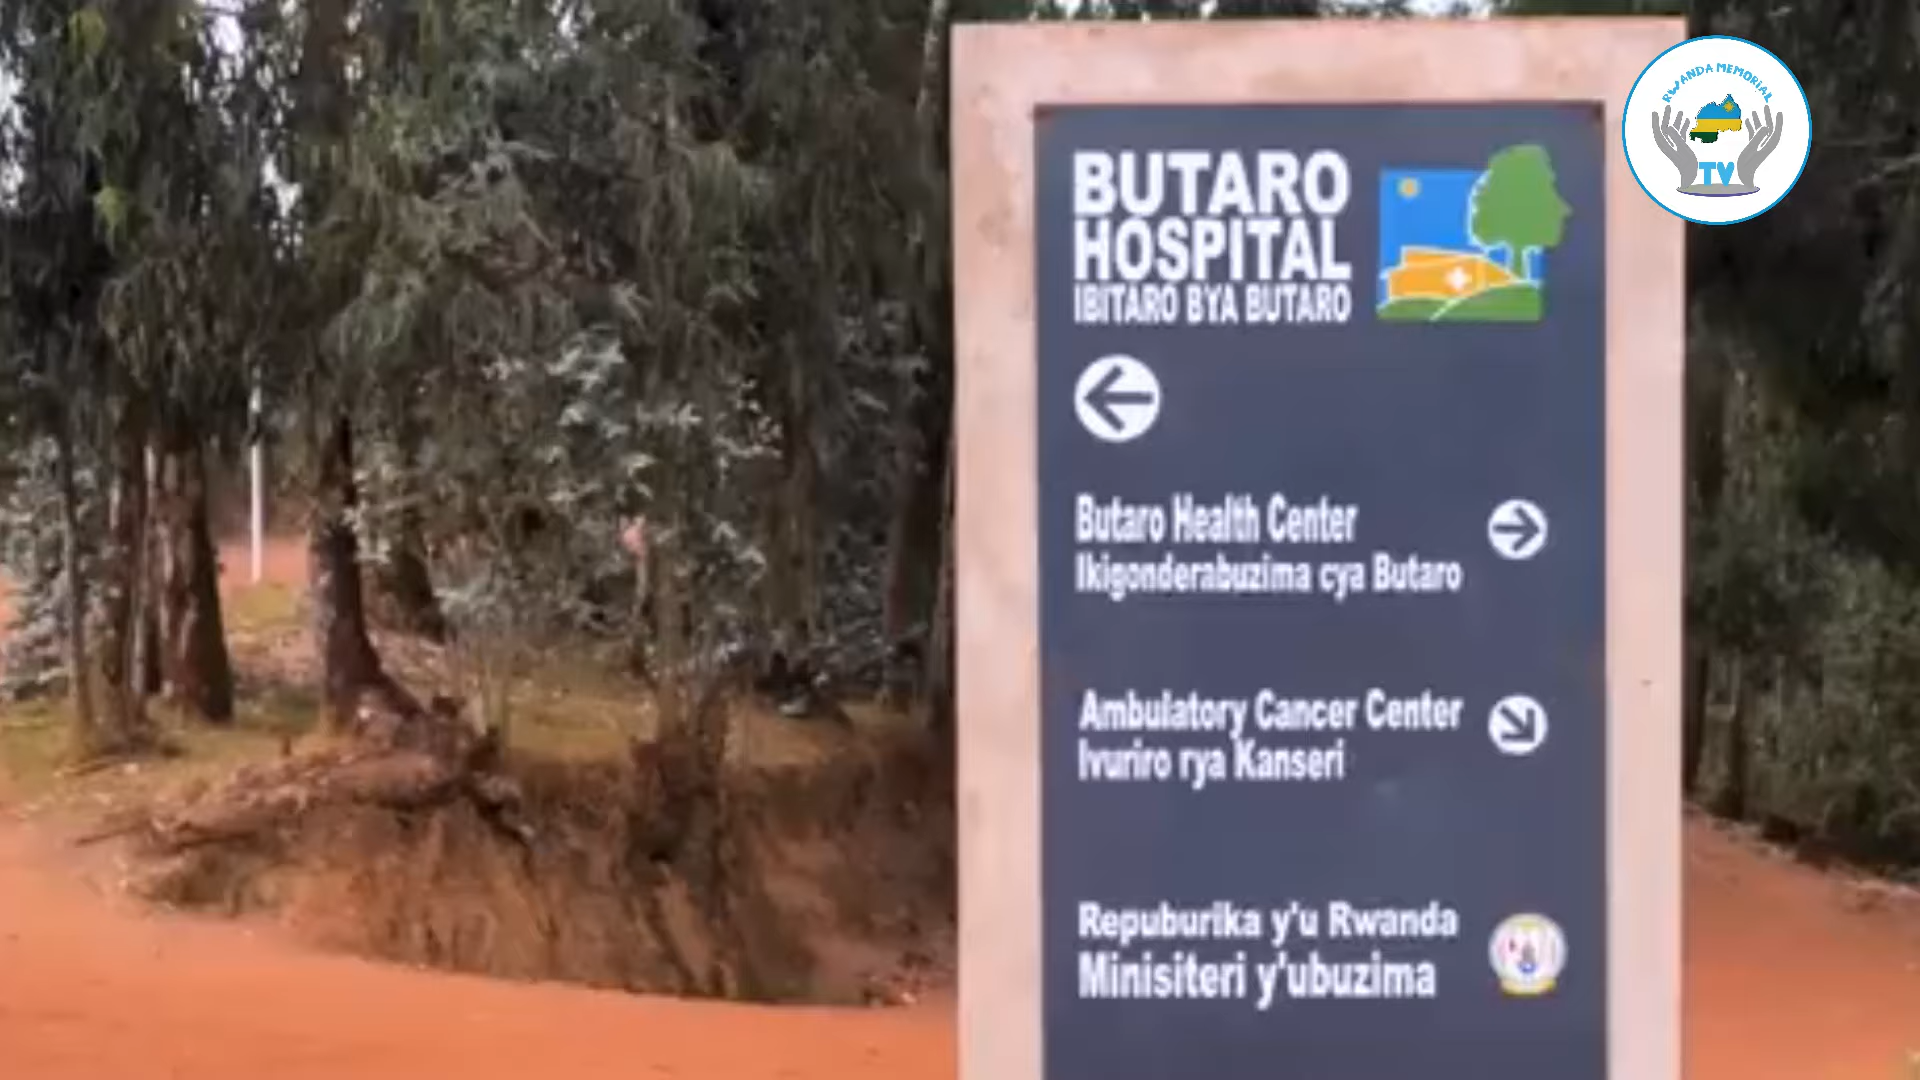 RWANDA MEMORIAL
TV
BUTARO
HOSPITAL
IBITARO BYA BUTARO
Butaro Health Center
Ikigonderabuzima cya Butaro
Ambulatory Cancer Center
Ivuriro rya Kanseri
Repuburika y'u Rwanda
Minisiteri y'ubuzima